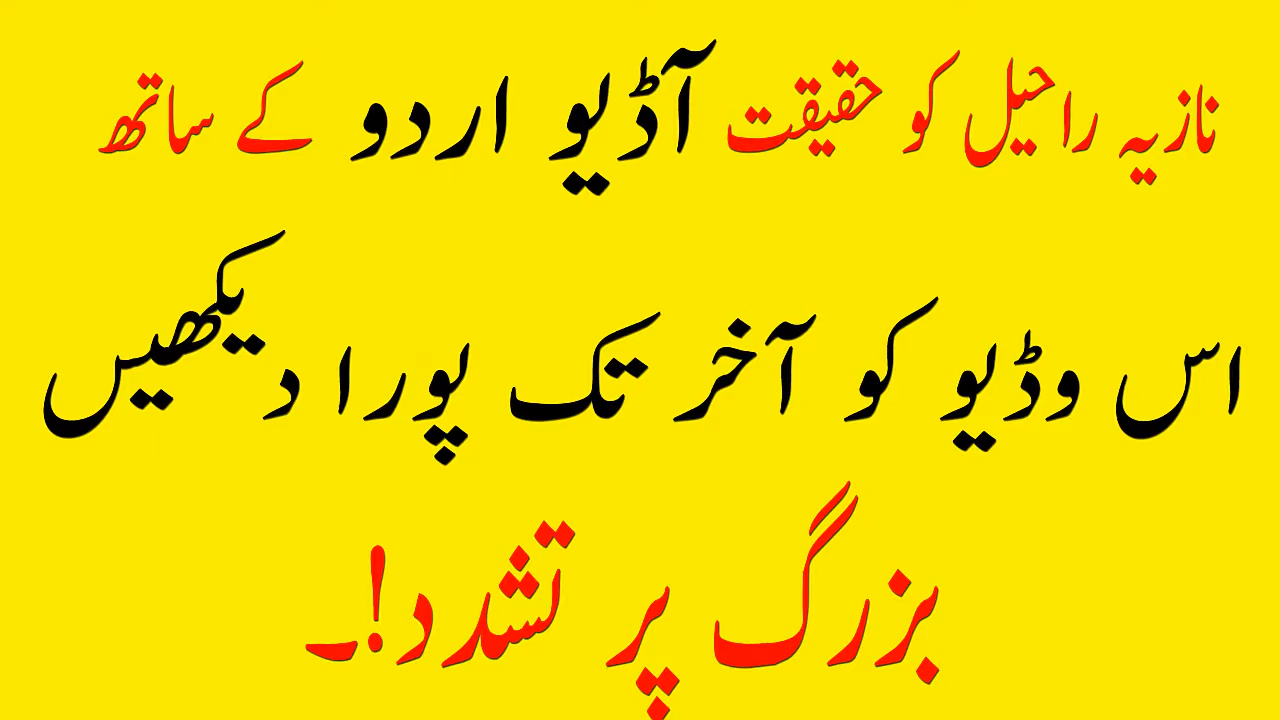 نازیہ راحیل کو حقیقت آڈیو اردو کے ساتھ
اس وڈیو کو آخر تک پورا دیکھیں
بزرگ پر تشدد!۔